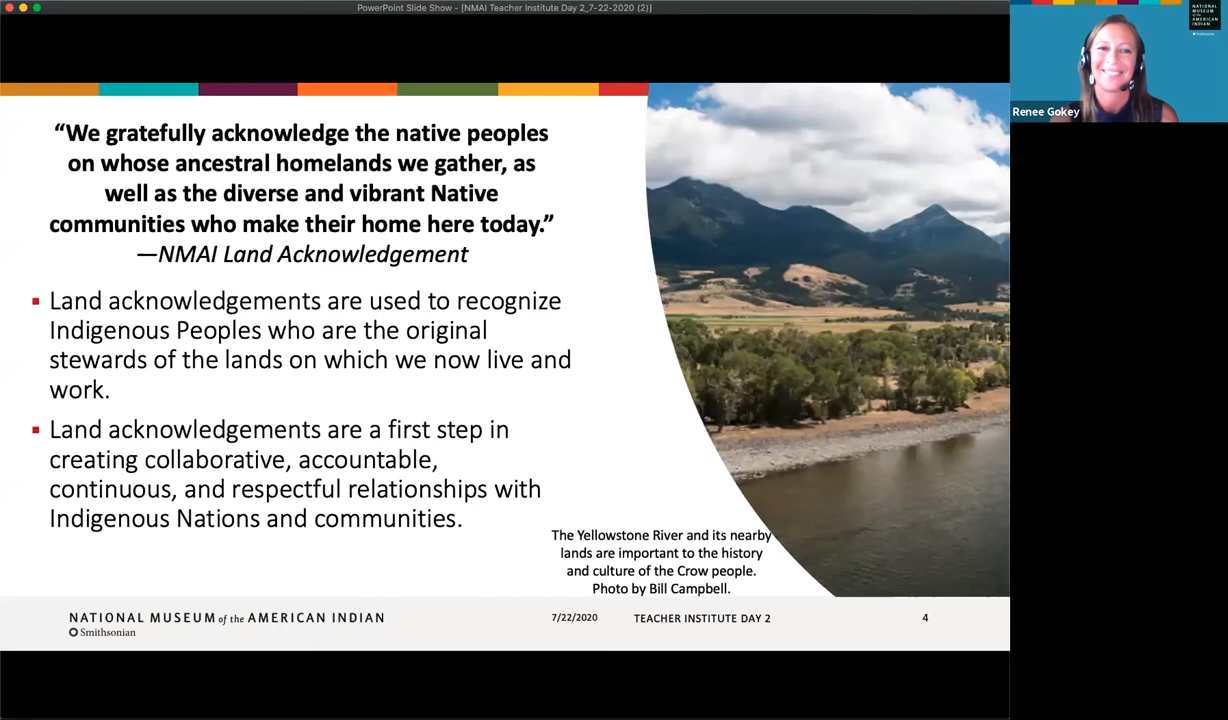 PowerPoint Slide Show - [NMAI Teacher Institute Day 2_7-22-2020 (2)]
“We gratefully acknowledge the native peoples
on whose ancestral homelands we gather, as
well as the diverse and vibrant Native
communities who make their home here today.”
—NMAI Land Acknowledgement
▪ Land acknowledgements are used to recognize
Indigenous Peoples who are the original
stewards of the lands on which we now live and
work.
▪ Land acknowledgements are a first step in
creating collaborative, accountable,
continuous, and respectful relationships with
Indigenous Nations and communities.
The Yellowstone River and its nearby
lands are important to the history
and culture of the Crow people.
Photo by Bill Campbell.
NATIONAL MUSEUM of the AMERICAN INDIAN
Smithsonian
7/22/2020
TEACHER INSTITUTE DAY 2
4
NATIONAL
MUSEUM
of the
AMERICAN
INDIAN
Smithsonian
Renee Gokey